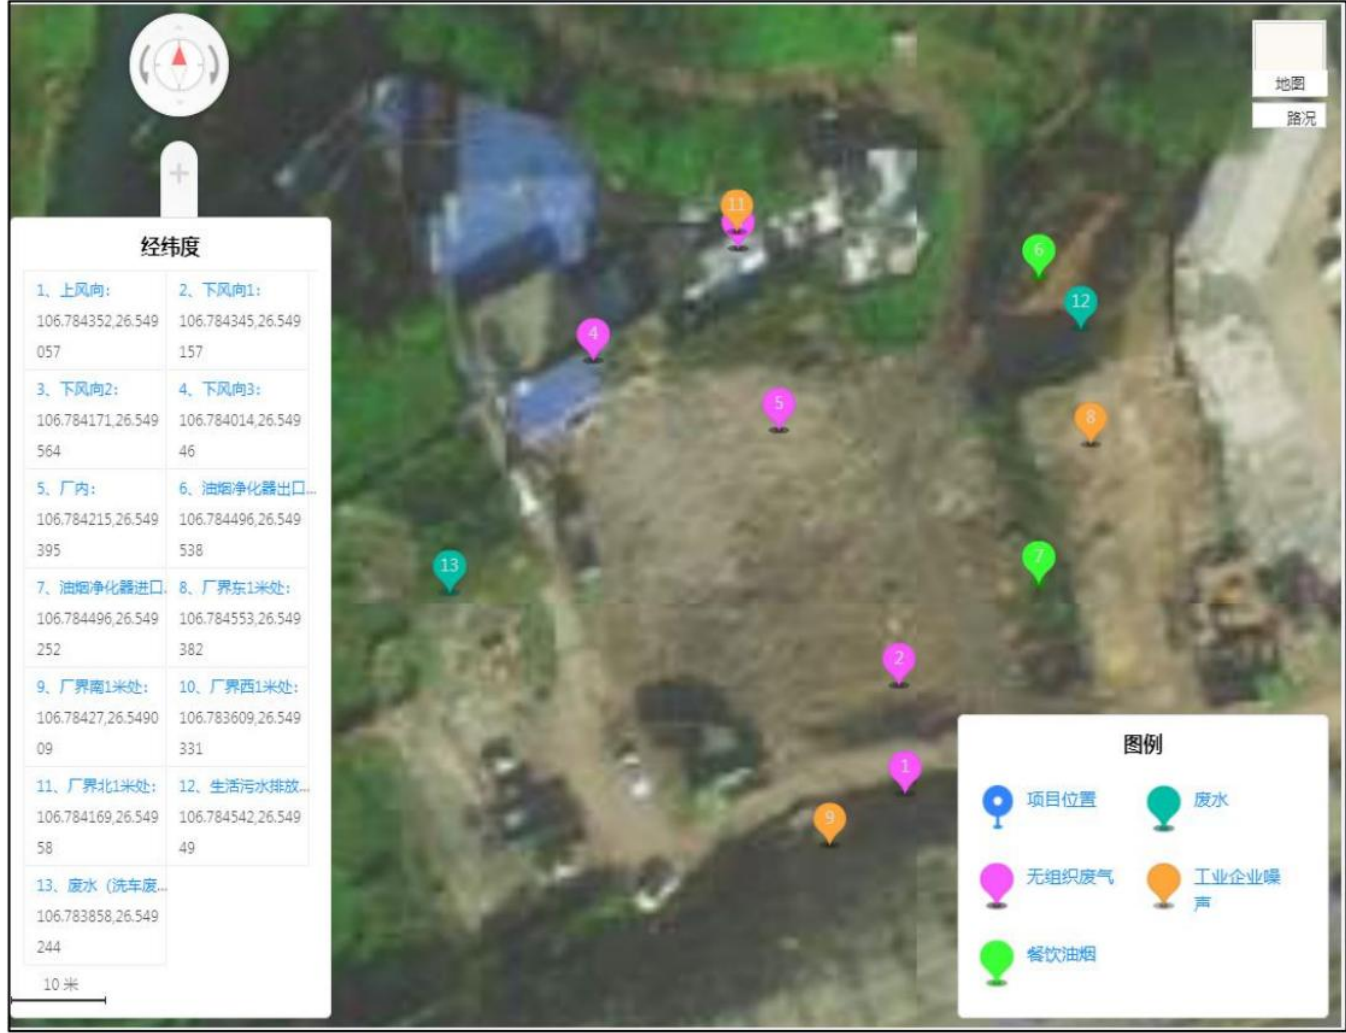 地图
路况
经纬度
1、上风向:
106.784352,26.549
057
2、下风向1:
106.784345,26.549
157
3、下风向2:
106.784171,26.549
564
4、下风向3:
106.784014,26.549
46
5、厂内:
106.784215,26.549
395
6、油烟净化器出口...
106.784496,26.549
538
7、油烟净化器进口.
106.784496,26.549
252
8、厂界东1米处:
106.784553,26.549
382
9、厂界南1米处:
106.78427,26.5490
09
10、厂界西1米处:
106.783609,26.549
331
11、厂界北1米处:
106.784169,26.549
58
12、生活污水排放...
106.784542,26.549
49
13、废水（洗车废...
106.783858,26.549
244
10 米
11
6
12
4
5
8
13
7
2
1
9
图例
项目位置
废水
无组织废气
工业企业噪
声
餐饮油烟